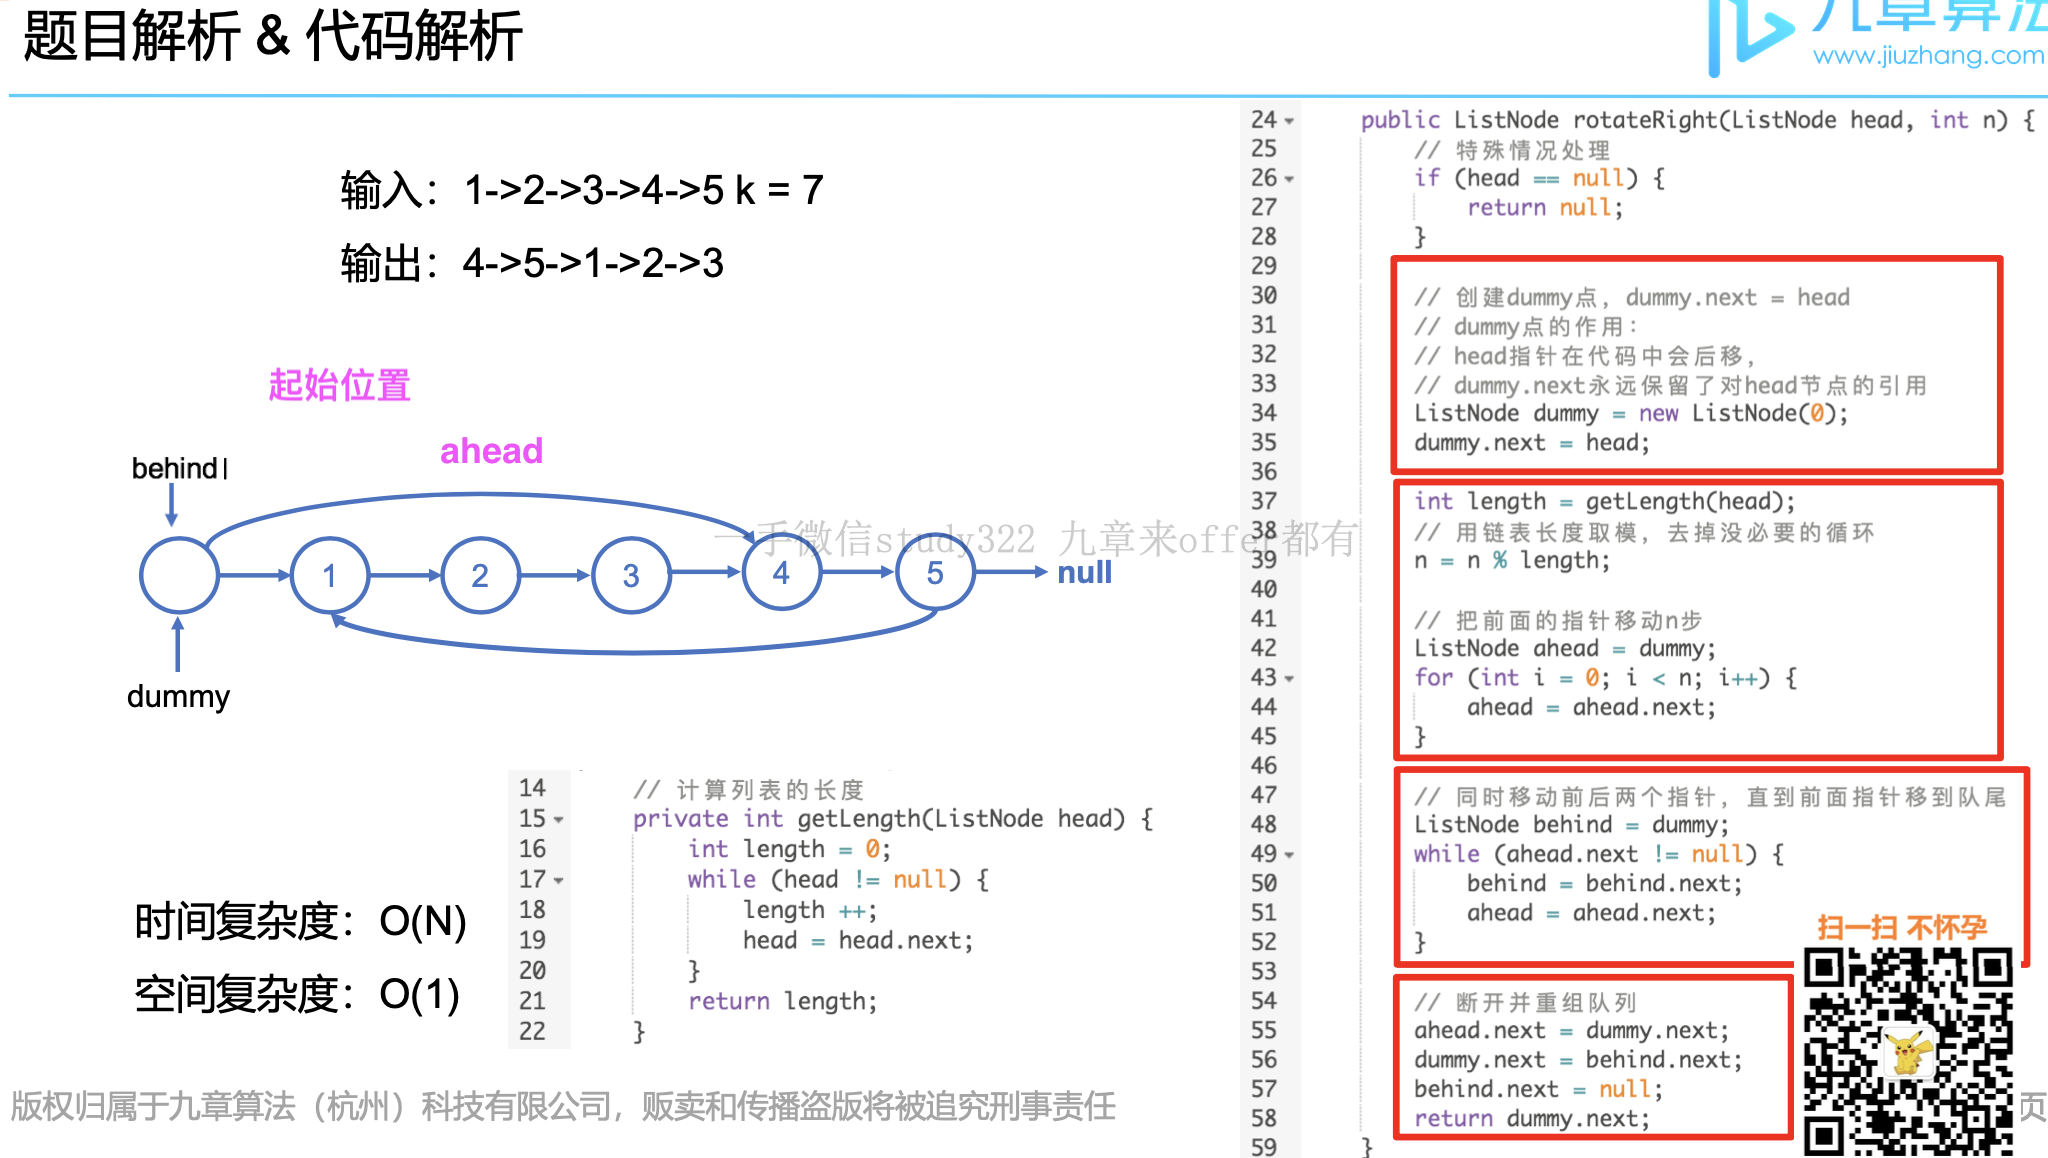 题目解析 & 代码解析
九章算法
www.jiuzhang.com
输入：1->2->3->4->5 k = 7
输出：4->5->1->2->3
起始位置
ahead
behind
1
2
3
4
5
null
dummy
一手微信study322 九章来offer都有
时间复杂度：O(N)
空间复杂度：O(1)
14 // 计算列表的长度
15 private int getLength(ListNode head) {
16 int length = 0;
17 while (head != null) {
18 length ++;
19 head = head.next;
20 }
21 return length;
22 }
24 public ListNode rotateRight(ListNode head, int n) {
25 // 特殊情况处理
26 if (head == null) {
27 return null;
28 }
29
30 // 创建dummy点，dummy.next = head
31 // dummy点的作用：
32 // head指针在代码中会后移，
33 // dummy.next永远保留了对head节点的引用
34 ListNode dummy = new ListNode(0);
35 dummy.next = head;
36
37 int length = getLength(head);
38 // 用链表长度取模，去掉没必要的循环
39 n = n % length;
40
41 // 把前面的指针移动n步
42 ListNode ahead = dummy;
43 for (int i = 0; i < n; i++) {
44 ahead = ahead.next;
45 }
46
47 // 同时移动前后两个指针，直到前面指针移到队尾
48 ListNode behind = dummy;
49 while (ahead.next != null) {
50 behind = behind.next;
51 ahead = ahead.next;
52 }
53
54 // 断开并重组队列
55 ahead.next = dummy.next;
56 dummy.next = behind.next;
57 behind.next = null;
58 return dummy.next;
59 }
扫一扫 不怀孕
版权归属于九章算法（杭州）科技有限公司，贩卖和传播盗版将被追究刑事责任
页